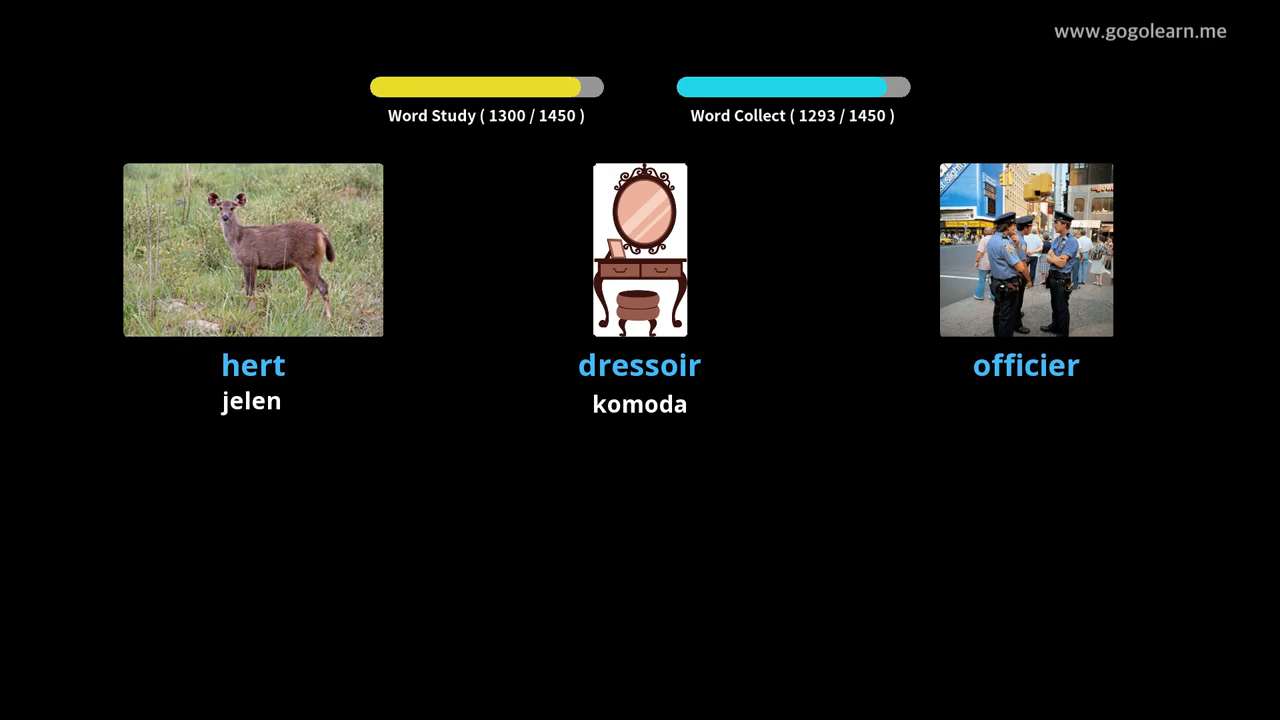 www.gogolearn.me
Word Study ( 1300 / 1450 )
Word Collect ( 1293 / 1450 )
hert
jelen
dressoir
komoda
officier